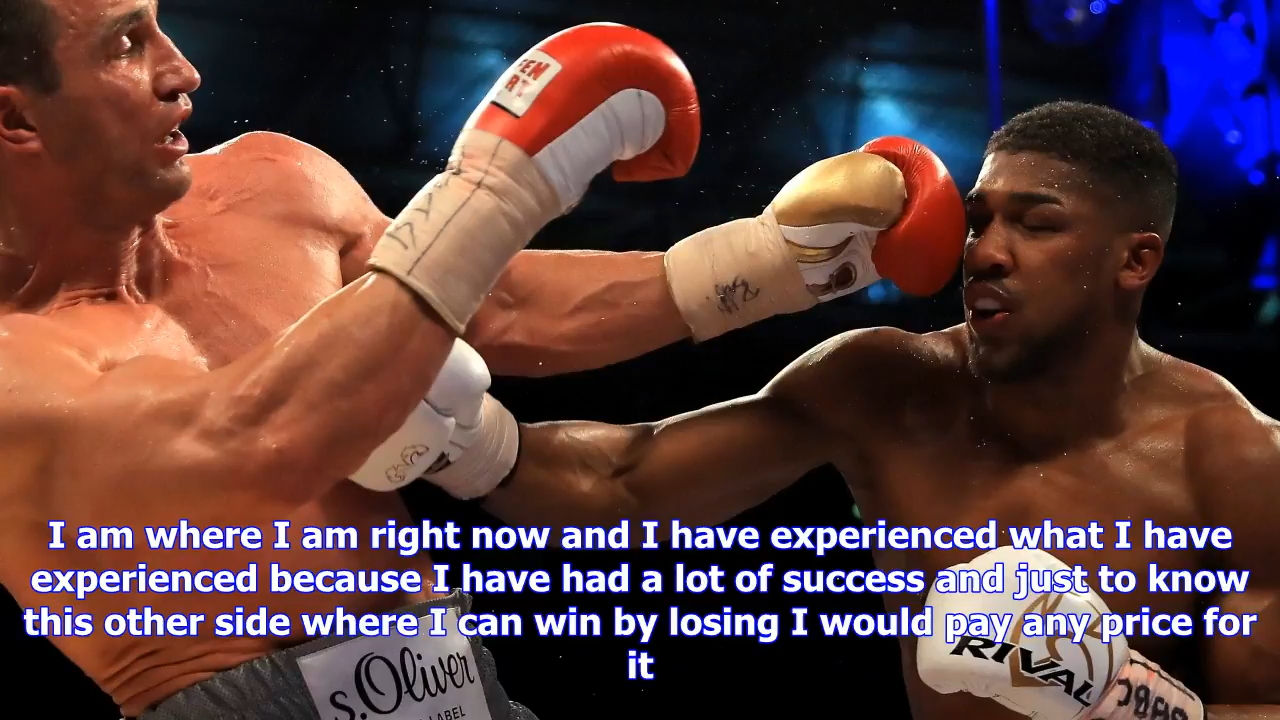 I am where I am right now and I have experienced what I have
experienced because I have had a lot of success and just to know
this other side where I can win by losing I would pay any price for
it
s.Oliver
LABEL
RIVAL